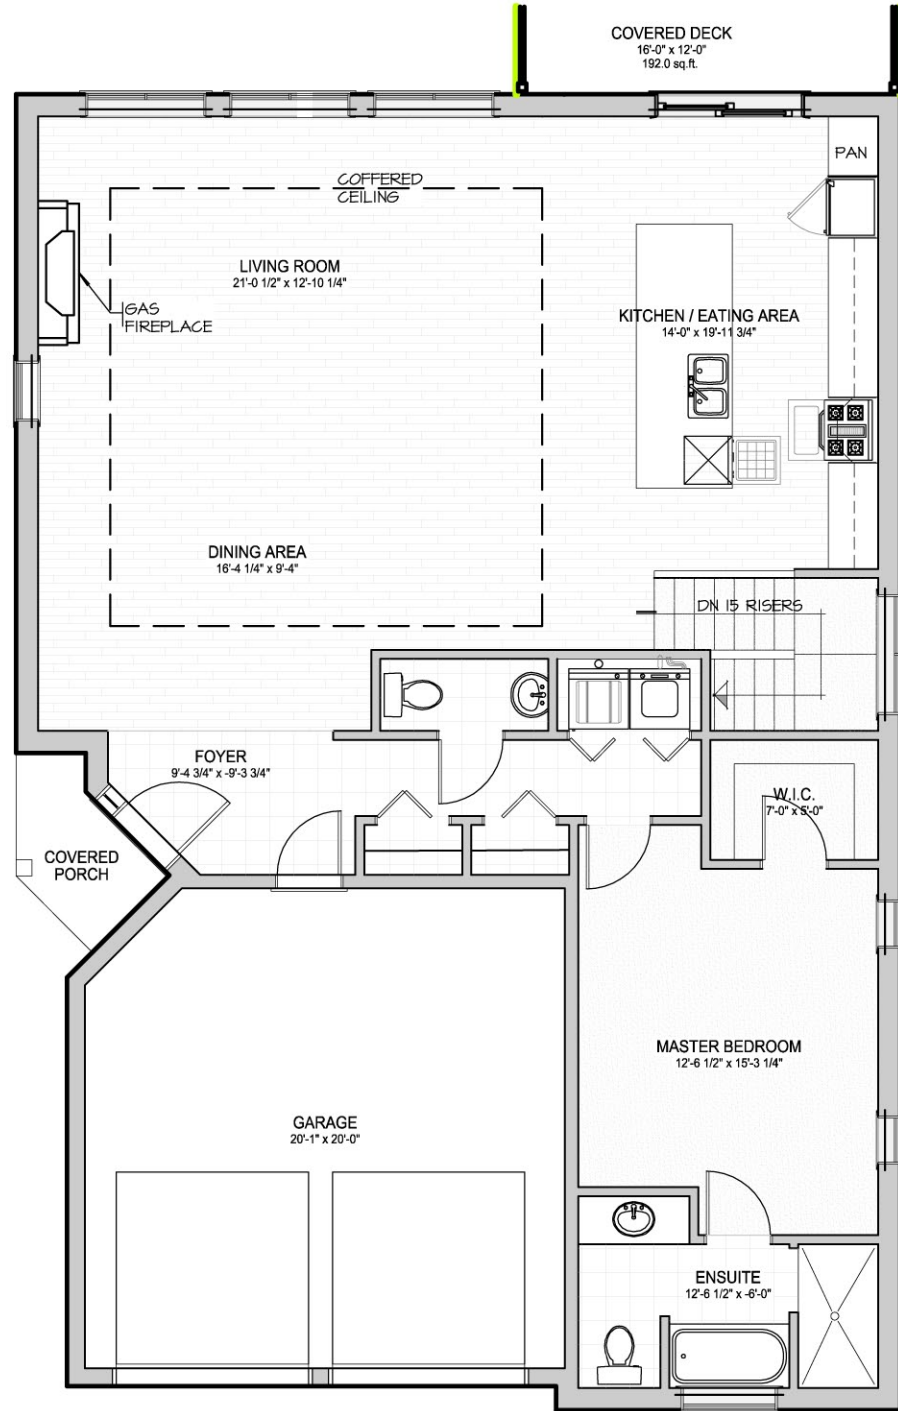 COVERED DECK
16'-0" x 12'-0"
192.0 sq.ft.
PAN
COFFERED
CEILING
LIVING ROOM
21'-0 1/2" x 12'-10 1/4"
GAS
FIREPLACE
KITCHEN / EATING AREA
14'-0" x 19'-11 3/4"
DINING AREA
16'-4 1/4" x 9'-4"
DN 15 RISERS
FOYER
9'-4 3/4" x -9'-3 3/4"
W.I.C.
7'-0" x 5'-0"
COVERED
PORCH
MASTER BEDROOM
12'-6 1/2" x 15'-3 1/4"
GARAGE
20'-1" x 20'-0"
ENSUITE
12'-6 1/2" x -6'-0"